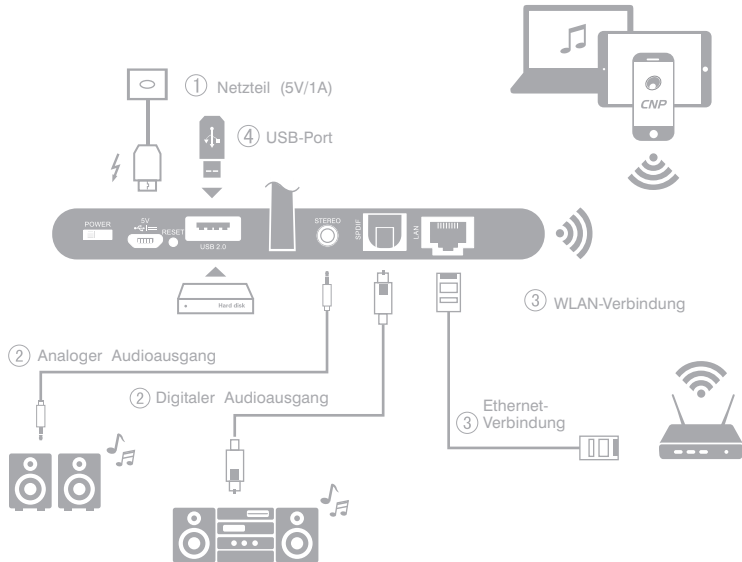 ① Netzteil (5V/1A)
④ USB-Port
CNP
POWER
5V
RESET
USB 2.0
STEREO
SPDIF
LAN
Hard disk
③ WLAN-Verbindung
② Analoger Audioausgang
② Digitaler Audioausgang
③ Ethernet-
Verbindung